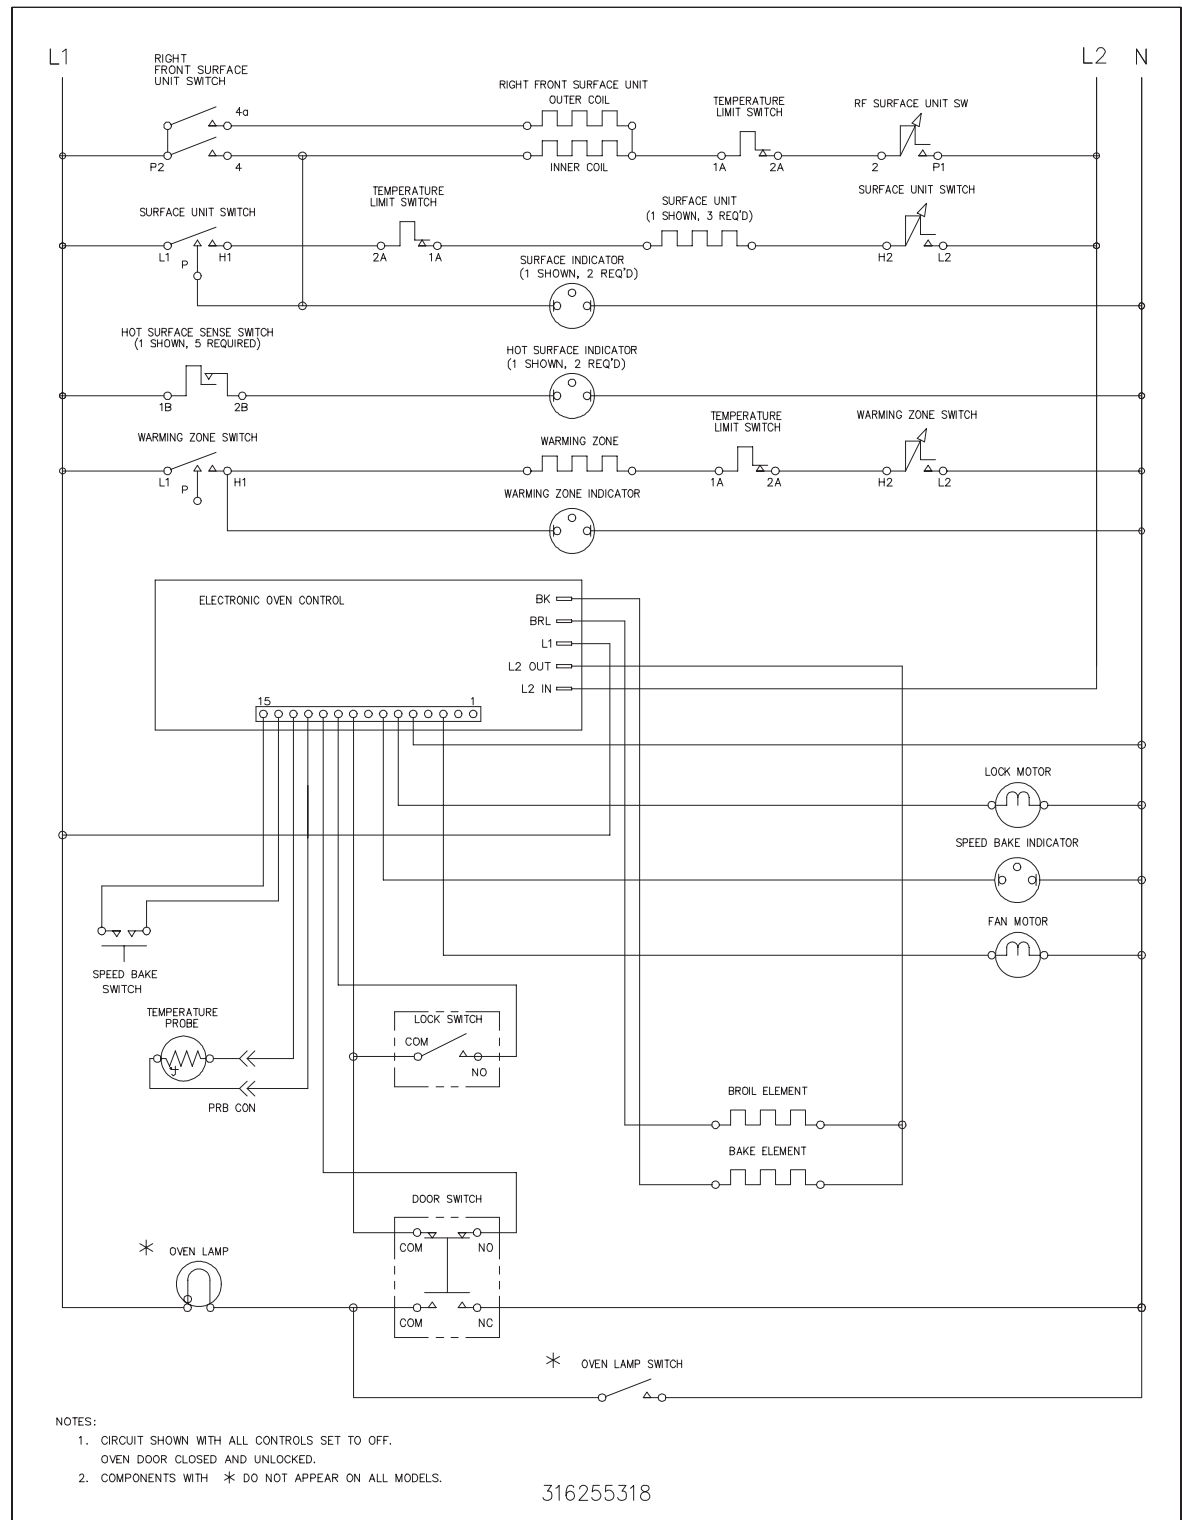 L1
L2 N
RIGHT
FRONT SURFACE
UNIT SWITCH
4a
P2
4
RIGHT FRONT SURFACE UNIT
OUTER COIL
INNER COIL
TEMPERATURE
LIMIT SWITCH
1A
2A
RF SURFACE UNIT SW
2
P1
SURFACE UNIT SWITCH
L1
H1
P
TEMPERATURE
LIMIT SWITCH
2A
1A
SURFACE UNIT
(1 SHOWN, 3 REQ'D)
SURFACE UNIT SWITCH
H2
L2
SURFACE INDICATOR
(1 SHOWN, 2 REQ'D)
HOT SURFACE SENSE SWITCH
(1 SHOWN, 5 REQUIRED)
1B
2B
HOT SURFACE INDICATOR
(1 SHOWN, 2 REQ'D)
WARMING ZONE SWITCH
L1
H1
P
WARMING ZONE
TEMPERATURE
LIMIT SWITCH
1A
2A
WARMING ZONE SWITCH
H2
L2
WARMING ZONE INDICATOR
ELECTRONIC OVEN CONTROL
BK
BRL
L1
L2 OUT
L2 IN
15
1
LOCK MOTOR
SPEED BAKE INDICATOR
FAN MOTOR
SPEED BAKE
SWITCH
TEMPERATURE
PROBE
PRB CON
LOCK SWITCH
COM
NO
BROIL ELEMENT
BAKE ELEMENT
DOOR SWITCH
COM
NO
COM
NC
* OVEN LAMP
* OVEN LAMP SWITCH
NOTES:
1. CIRCUIT SHOWN WITH ALL CONTROLS SET TO OFF.
OVEN DOOR CLOSED AND UNLOCKED.
2. COMPONENTS WITH * DO NOT APPEAR ON ALL MODELS.
316255318